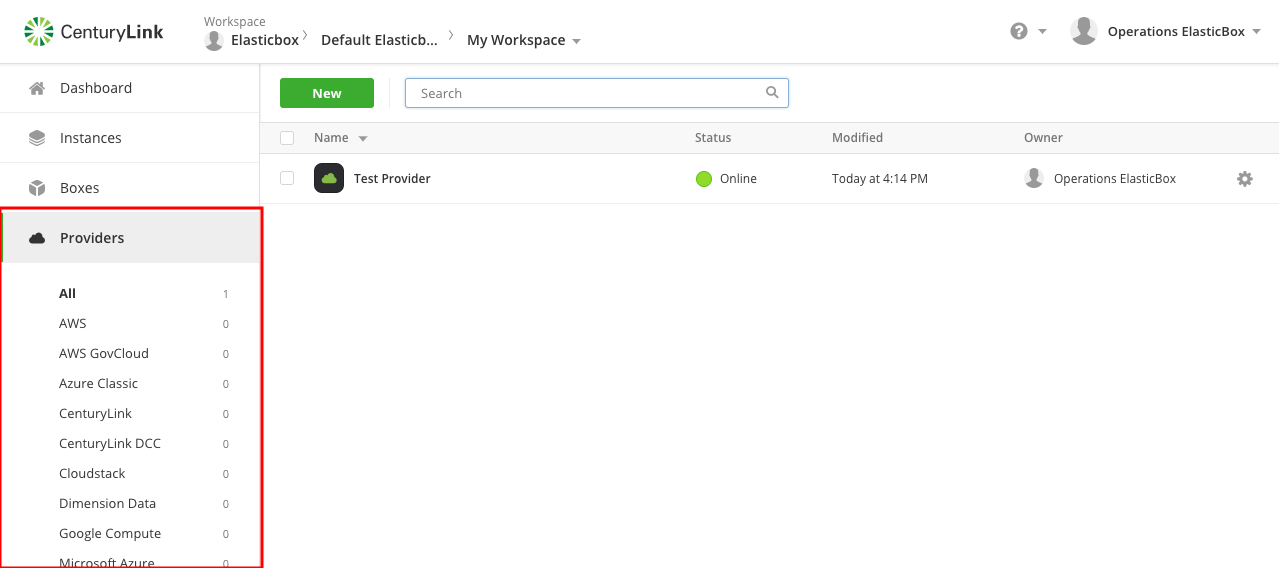 CenturyLink
Workspace
Elasticbox
Default Elasticb...
My Workspace
?
Operations ElasticBox
Dashboard
Instances
Boxes
Providers
All 1
AWS 0
AWS GovCloud 0
Azure Classic 0
CenturyLink 0
CenturyLink DCC 0
Cloudstack 0
Dimension Data 0
Google Compute 0
Microsoft Azure 0
New
Search
Name Status Modified Owner
Test Provider Online Today at 4:14 PM Operations ElasticBox